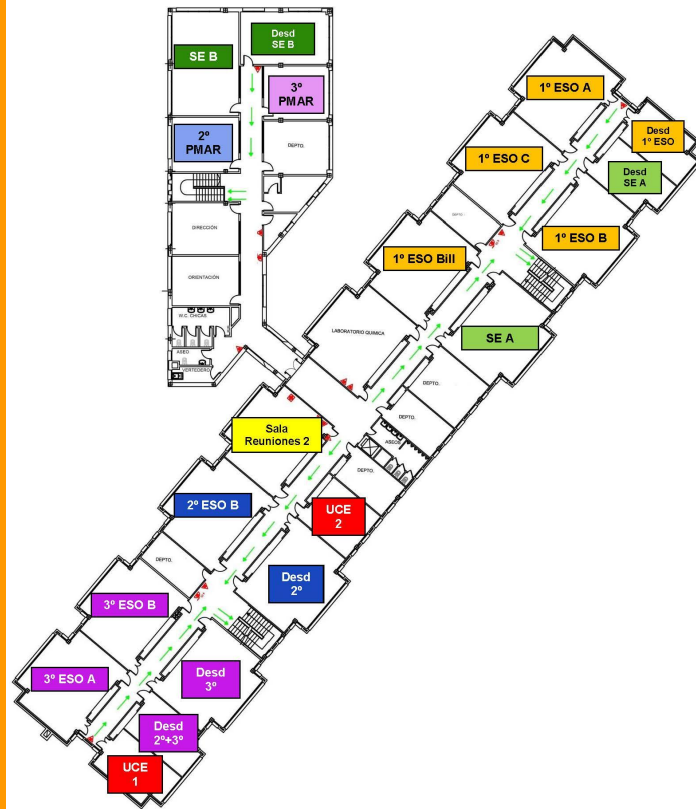 SE B
Desd
SE B
3º
PMAR
2º
PMAR
DEPTO.
DIRECCIÓN
ORIENTACIÓN
W.C. CHICAS
ASEO
VERTEDERO
1º ESO A
Desd
1º ESO
1º ESO C
Desd
SE A
DEPTO.
1º ESO B
1º ESO Bill
LABORATORIO QUIMICA
SE A
DEPTO.
DEPTO.
ASEOS
Sala
Reuniones 2
DEPTO.
2º ESO B
UCE
2
DEPTO.
Desd
2º
3º ESO B
3º ESO A
Desd
3º
Desd
2º+3º
UCE
1